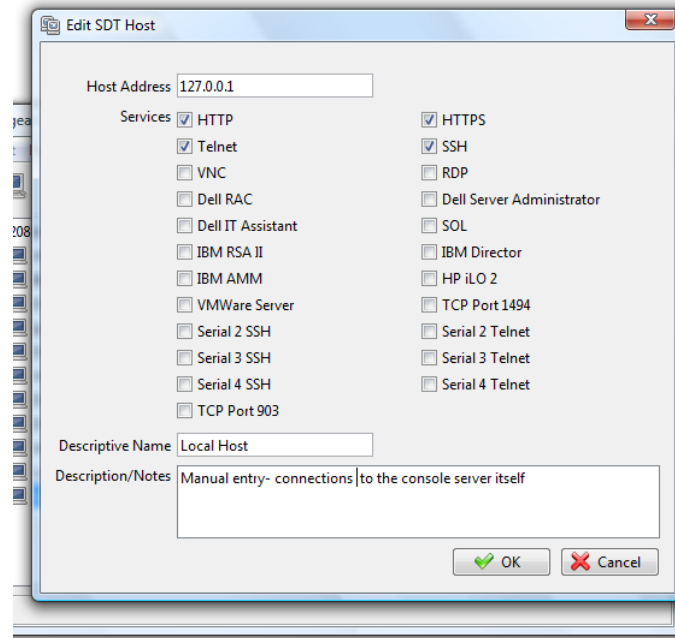 Edit SDT Host
Host Address 127.0.0.1
Services HTTP HTTPS
Telnet SSH
VNC RDP
Dell RAC Dell Server Administrator
Dell IT Assistant SOL
IBM RSA II IBM Director
IBM AMM HP iLO 2
VMWare Server TCP Port 1494
Serial 2 SSH Serial 2 Telnet
Serial 3 SSH Serial 3 Telnet
Serial 4 SSH Serial 4 Telnet
TCP Port 903
Descriptive Name Local Host
Description/Notes Manual entry- connections to the console server itself
OK Cancel